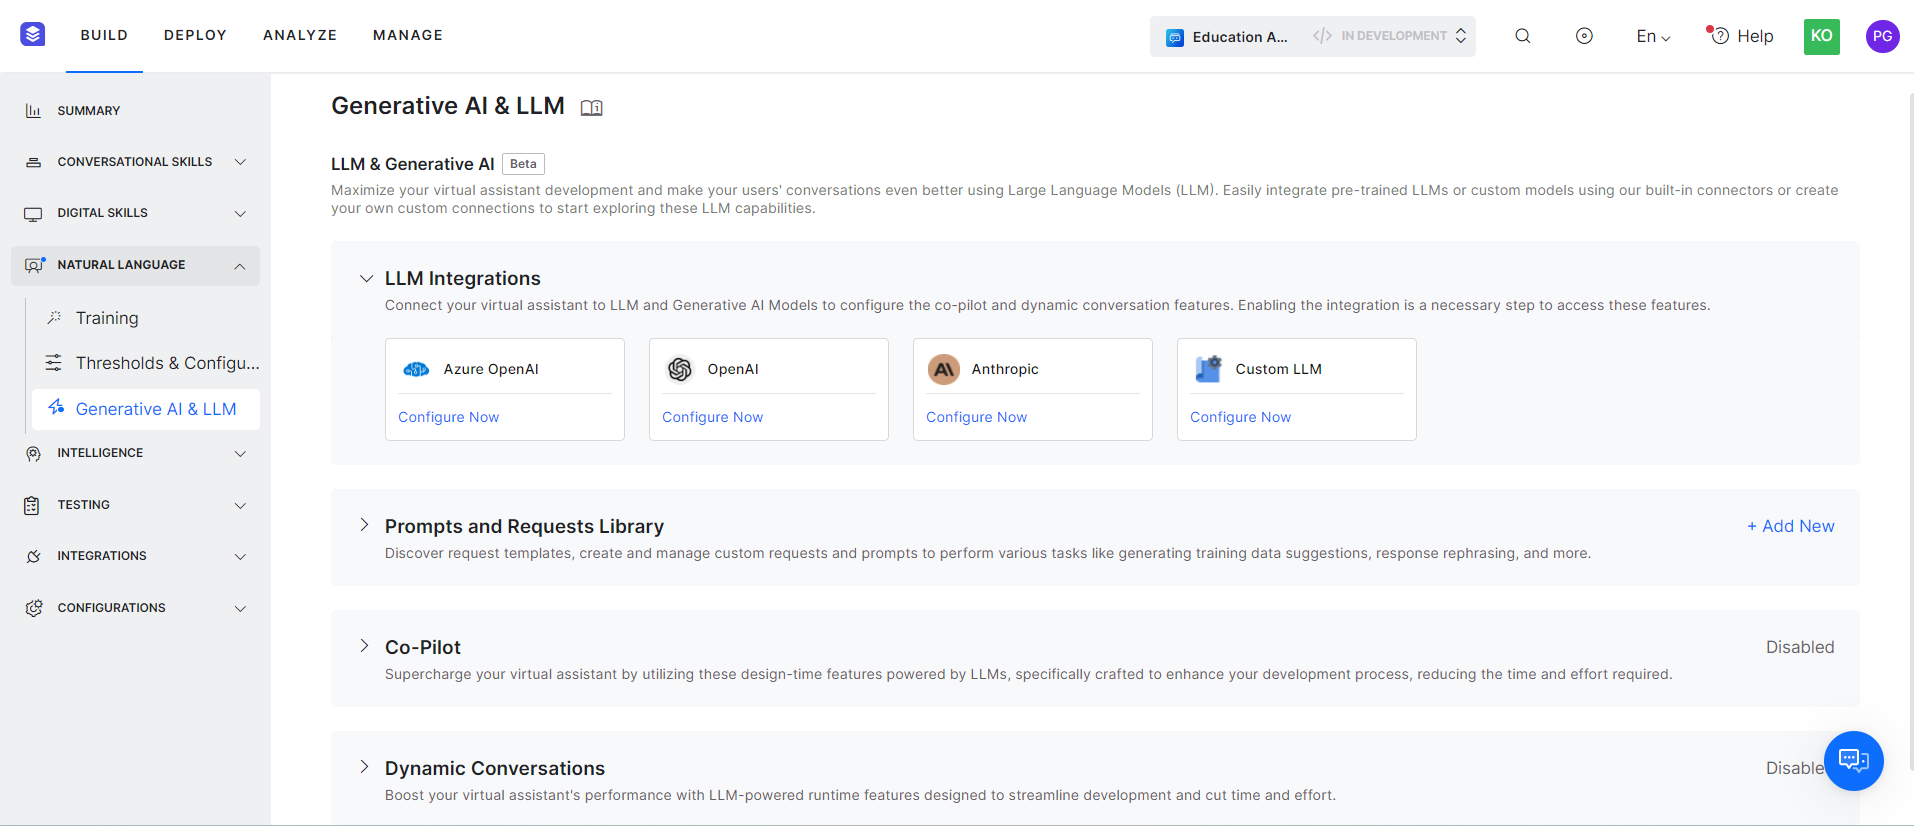 BUILD DEPLOY ANALYZE MANAGE Education A... </> IN DEVELOPMENT En Help KO PG
SUMMARY
CONVERSATIONAL SKILLS
DIGITAL SKILLS
NATURAL LANGUAGE
Training
Thresholds & Configu...
Generative AI & LLM
INTELLIGENCE
TESTING
INTEGRATIONS
CONFIGURATIONS
Generative AI & LLM
LLM & Generative AI Beta
Maximize your virtual assistant development and make your users' conversations even better using Large Language Models (LLM). Easily integrate pre-trained LLMs or custom models using our built-in connectors or create
your own custom connections to start exploring these LLM capabilities.
LLM Integrations
Connect your virtual assistant to LLM and Generative AI Models to configure the co-pilot and dynamic conversation features. Enabling the integration is a necessary step to access these features.
Azure OpenAI
Configure Now
OpenAI
Configure Now
Anthropic
Configure Now
Custom LLM
Configure Now
Prompts and Requests Library + Add New
Discover request templates, create and manage custom requests and prompts to perform various tasks like generating training data suggestions, response rephrasing, and more.
Co-Pilot Disabled
Supercharge your virtual assistant by utilizing these design-time features powered by LLMs, specifically crafted to enhance your development process, reducing the time and effort required.
Dynamic Conversations Disable
Boost your virtual assistant's performance with LLM-powered runtime features designed to streamline development and cut time and effort.